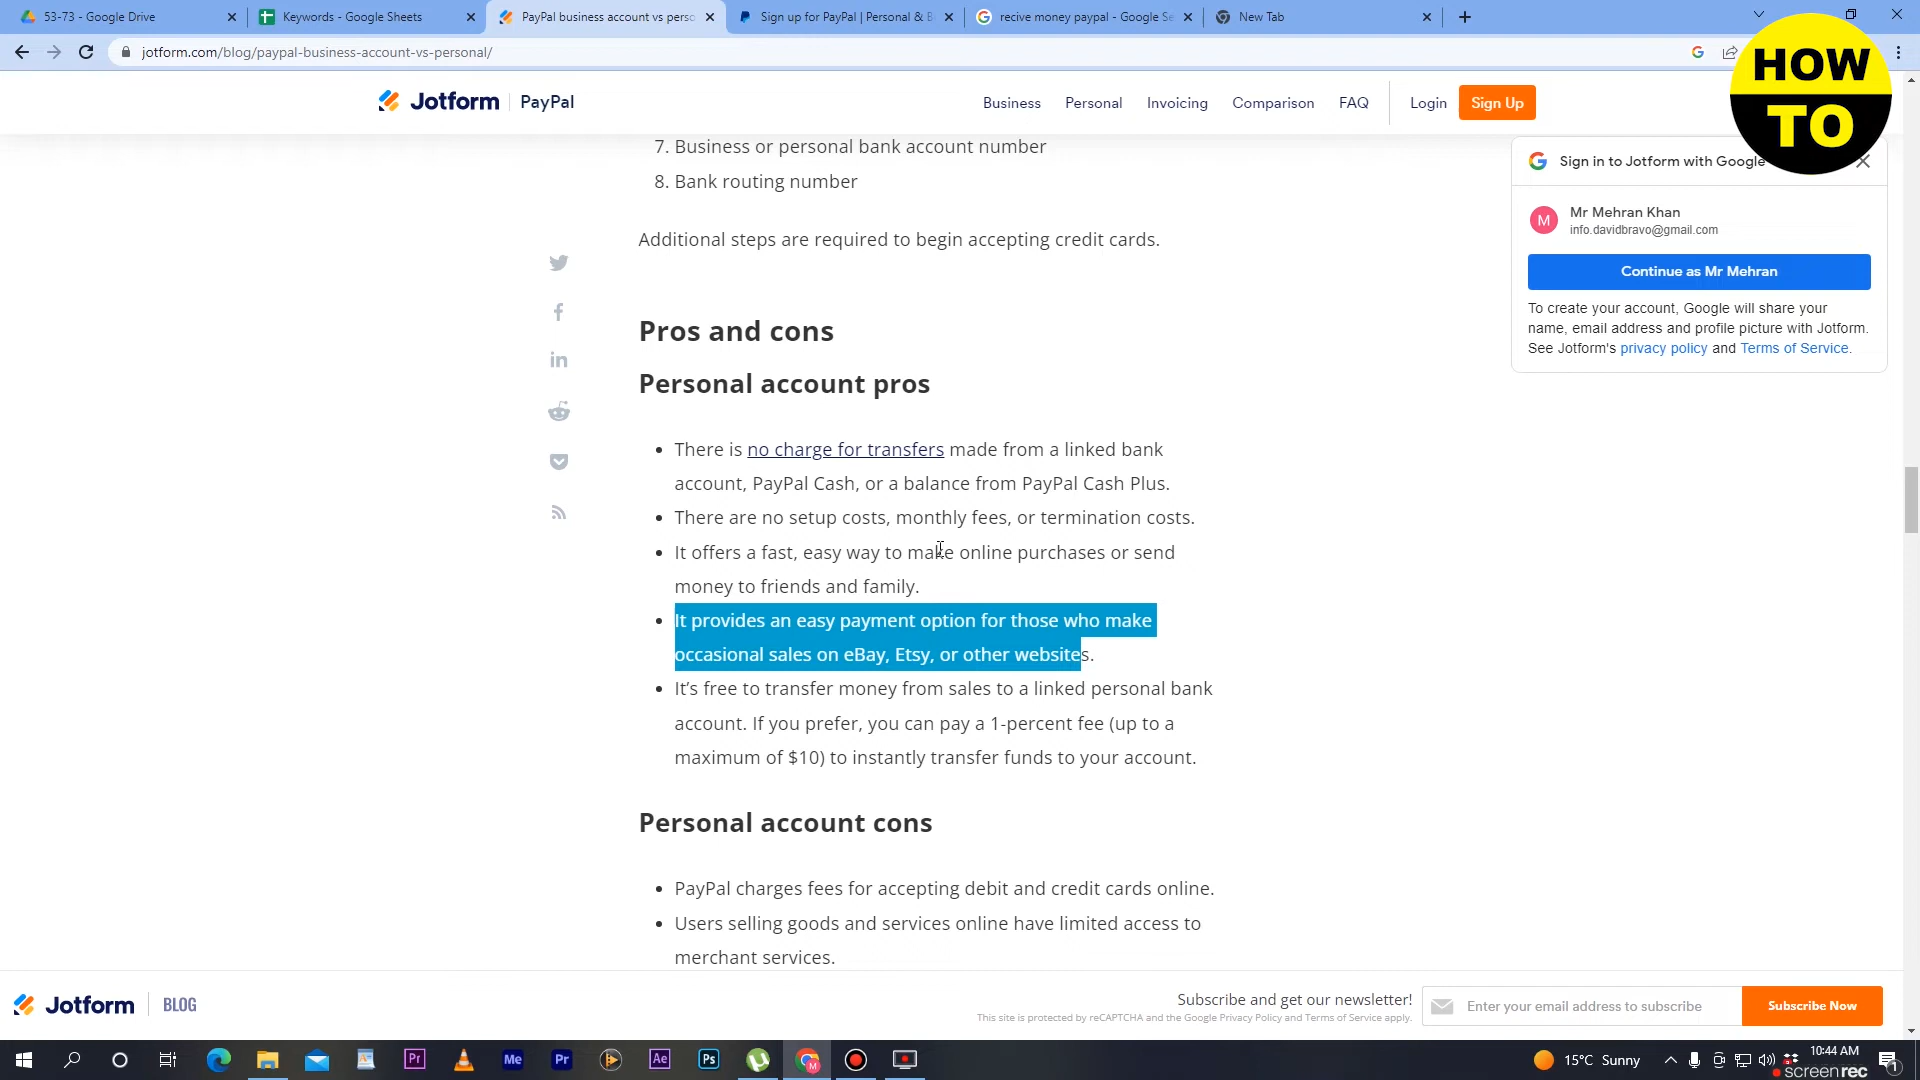 53-73 - Google Drive
Keywords - Google Sheets
PayPal business account vs perso
Sign up for PayPal | Personal & B
recive money paypal - Google Se
New Tab
jotform.com/blog/paypal-business-account-vs-personal/
HOW
TO
Jotform
PayPal
Business
Personal
Invoicing
Comparison
FAQ
Login
Sign Up
7. Business or personal bank account number
8. Bank routing number
Additional steps are required to begin accepting credit cards.
Sign in to Jotform with Google
M
Mr Mehran Khan
info.davidbravo@gmail.com
Continue as Mr Mehran
To create your account, Google will share your
name, email address and profile picture with Jotform.
See Jotform's privacy policy and Terms of Service.
Pros and cons
Personal account pros
There is no charge for transfers made from a linked bank
account, PayPal Cash, or a balance from PayPal Cash Plus.
There are no setup costs, monthly fees, or termination costs.
It offers a fast, easy way to make online purchases or send
money to friends and family.
It provides an easy payment option for those who make
occasional sales on eBay, Etsy, or other websites.
It's free to transfer money from sales to a linked personal bank
account. If you prefer, you can pay a 1-percent fee (up to a
maximum of $10) to instantly transfer funds to your account.
Personal account cons
PayPal charges fees for accepting debit and credit cards online.
Users selling goods and services online have limited access to
merchant services.
Jotform
BLOG
Subscribe and get our newsletter!
This site is protected by reCAPTCHA and the Google Privacy Policy and Terms of Service apply.
Enter your email address to subscribe
Subscribe Now
Pr
Me
Pr
Ae
Ps
M
15°C Sunny
10:44 AM
screenrec
1